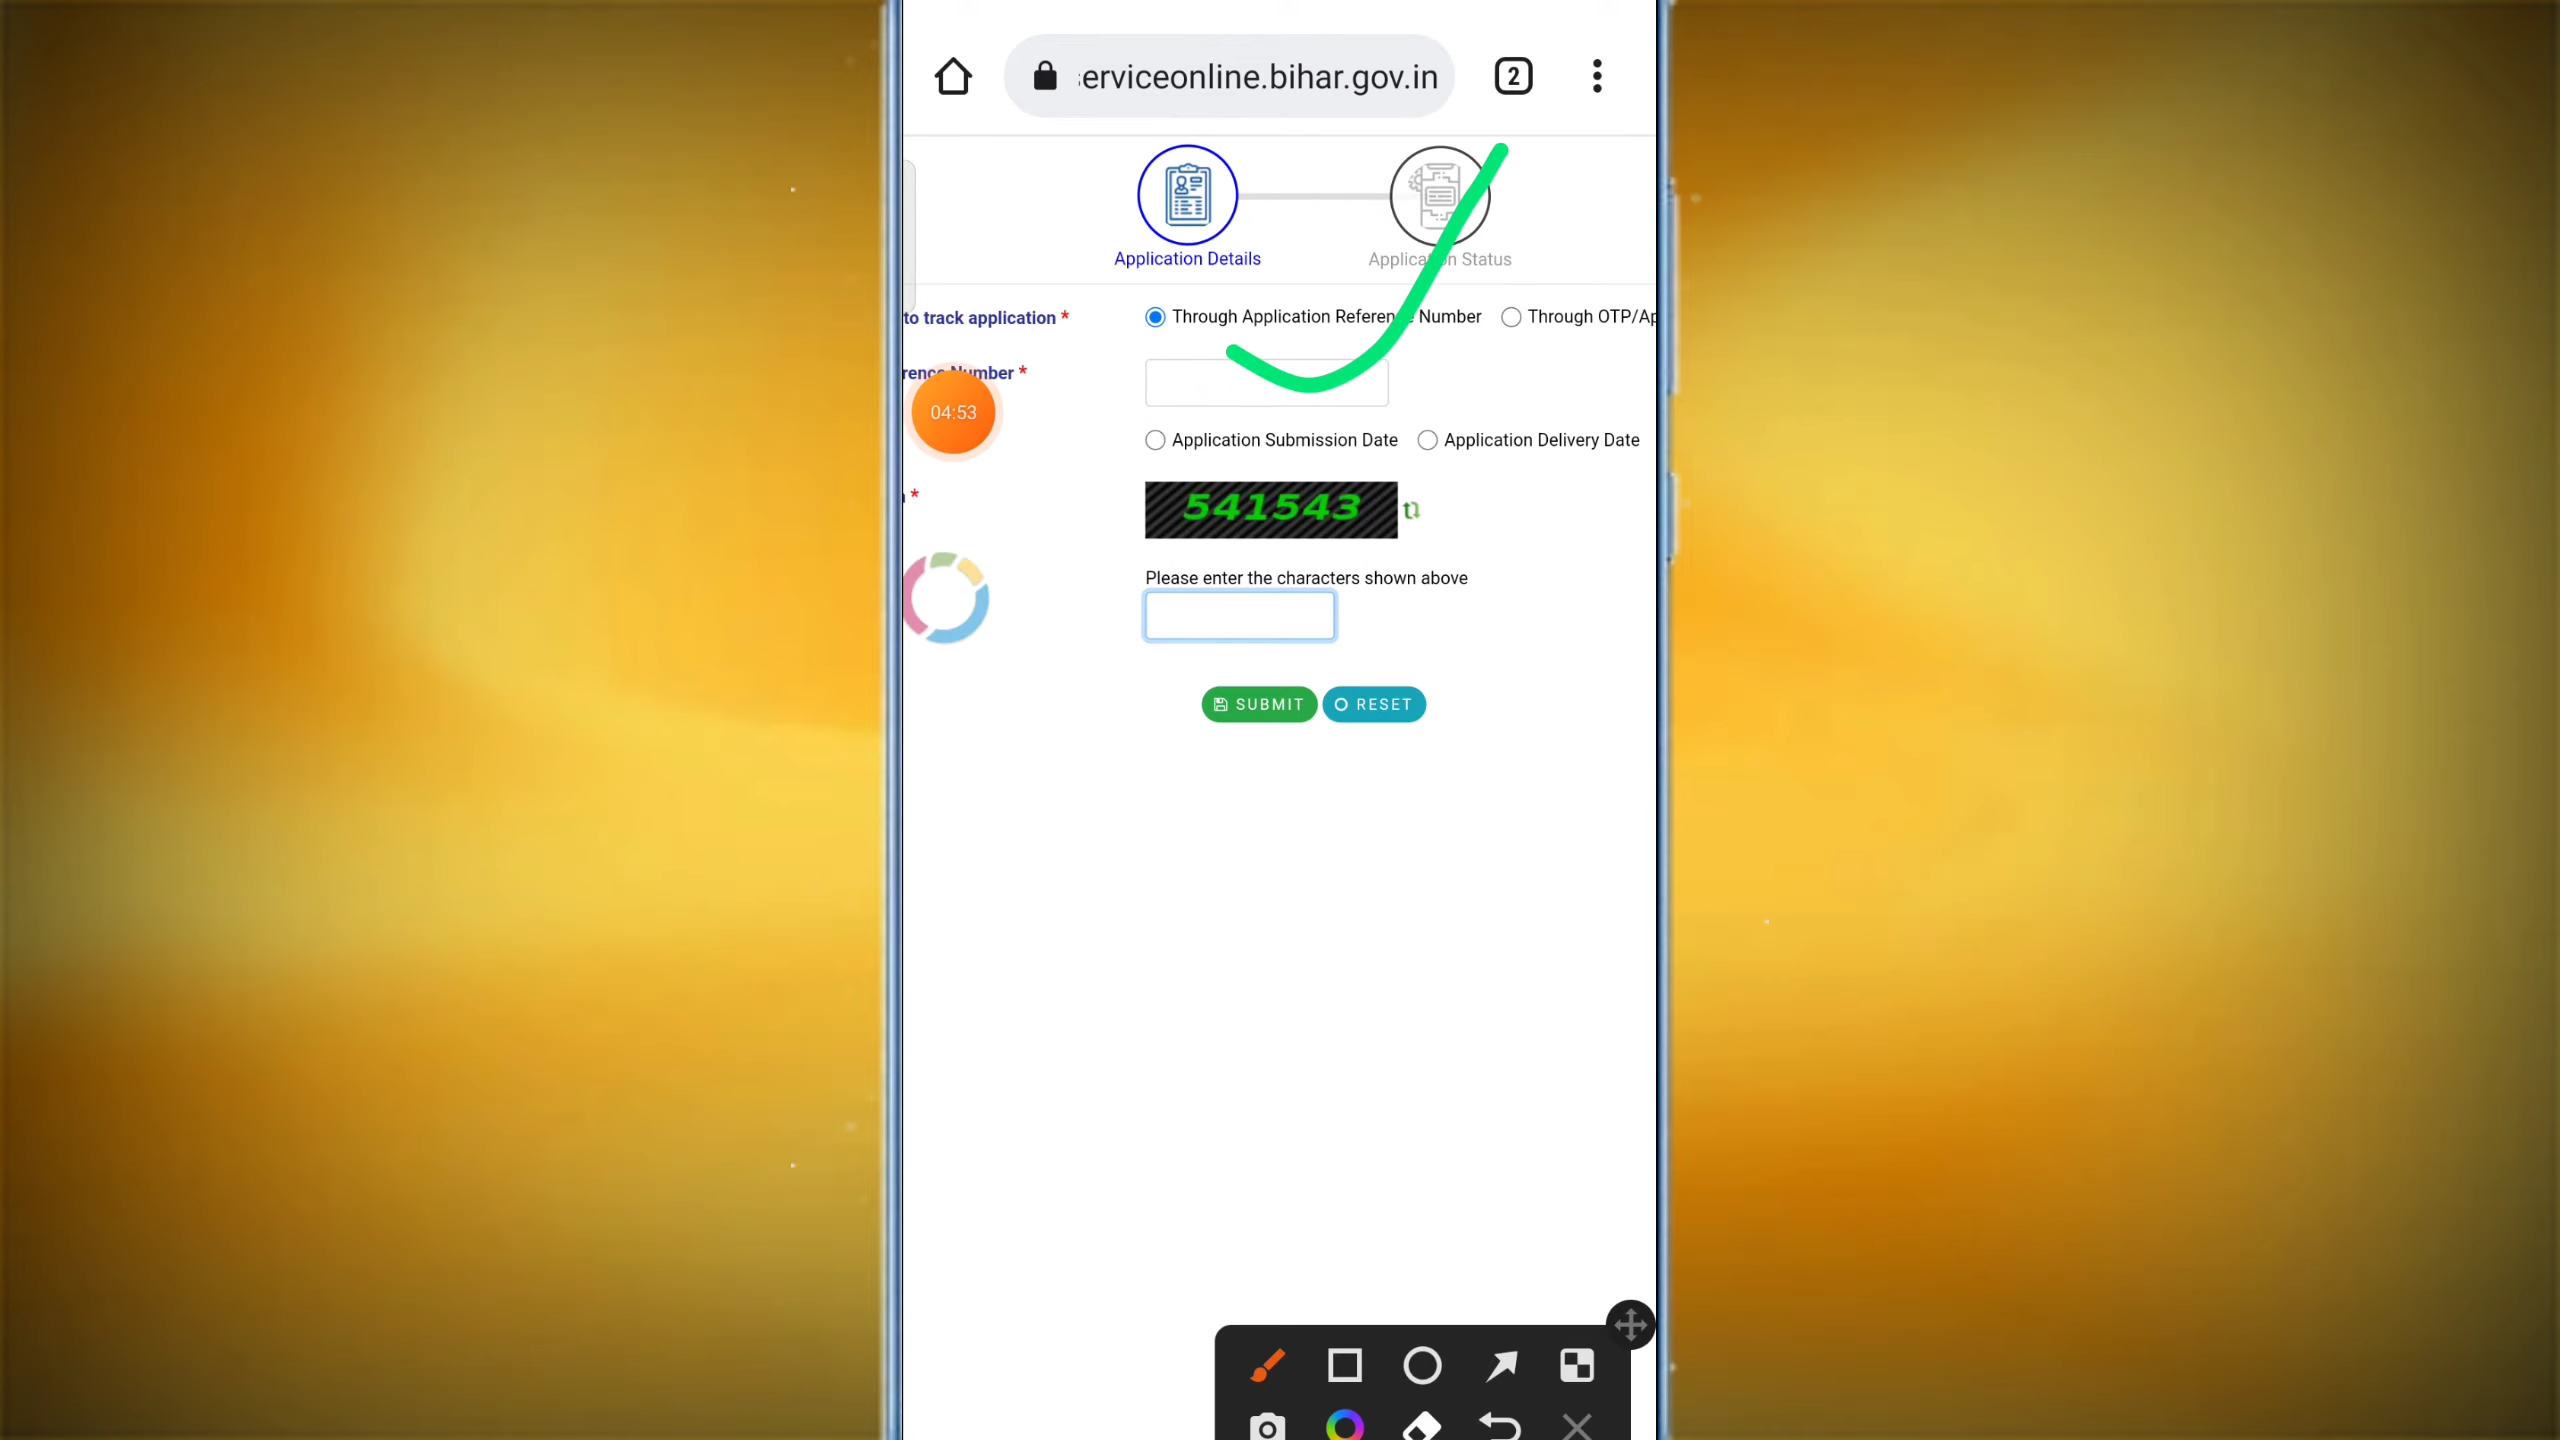 erviceonline.bihar.gov.in
2
Application Details
Application Status
to track application *
Through Application Reference Number
Through OTP/Ap
rence Number *
04:53
Application Submission Date
Application Delivery Date
*
541543
Please enter the characters shown above
SUBMIT
RESET